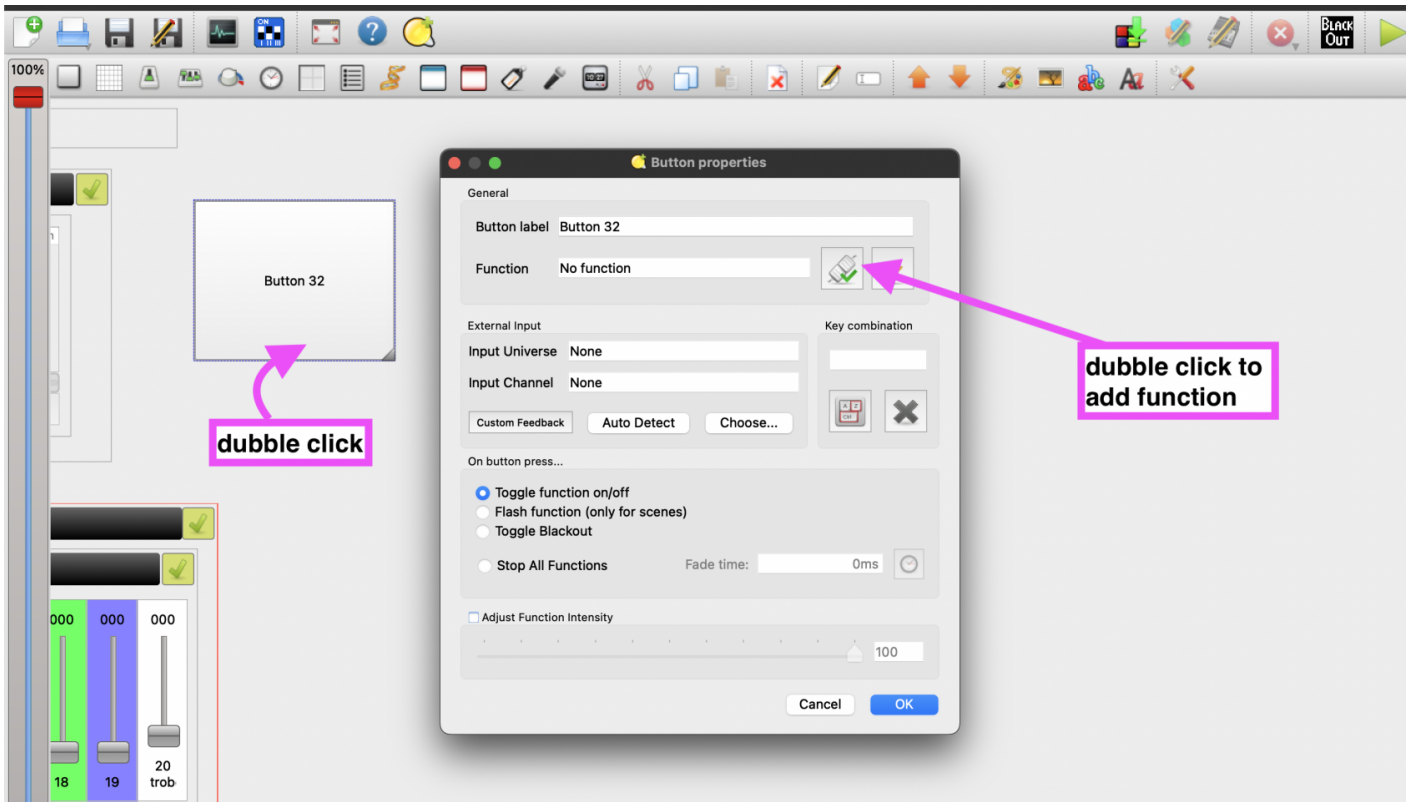 ON
BLACK
OUT
100%
Button properties
General
Button label Button 32
Function No function
Button 32
External Input
Key combination
Input Universe None
Input Channel None
Custom Feedback Auto Detect Choose...
dubble click to
add function
dubble click
On button press...
Toggle function on/off
Flash function (only for scenes)
Toggle Blackout
Stop All Functions Fade time: 0ms
Adjust Function Intensity
100
Cancel OK
000 000 000
18 19 20
trob